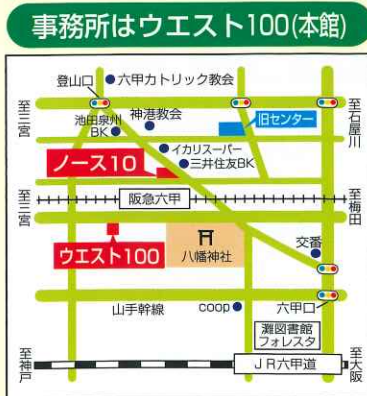 事務所はウエスト100(本館)
登山口
六甲カトリック教会
至三宮
池田泉州
BK
神港教会
旧センター
至石屋川
イカリスーパー
三井住友BK
ノース10
至三宮
阪急六甲
至梅田
ウエスト100
八幡神社
交番
山手幹線
coop
六甲口
灘図書館
フォレスタ
至神戸
JR六甲道
至大阪